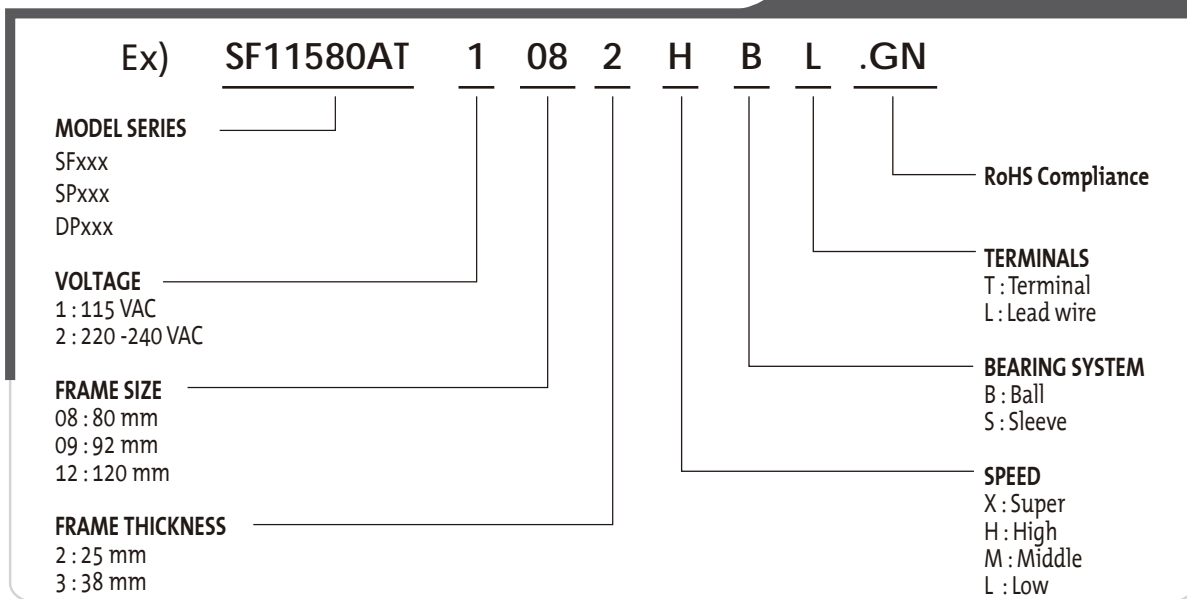 Ex) SF11580AT 1 08 2 H B L .GN
MODEL SERIES
SFxxx
SPxxx
DPxxx
VOLTAGE
1 : 115 VAC
2 : 220 -240 VAC
FRAME SIZE
08 : 80 mm
09 : 92 mm
12 : 120 mm
FRAME THICKNESS
2 : 25 mm
3 : 38 mm
RoHS Compliance
TERMINALS
T : Terminal
L : Lead wire
BEARING SYSTEM
B : Ball
S : Sleeve
SPEED
X : Super
H : High
M : Middle
L : Low